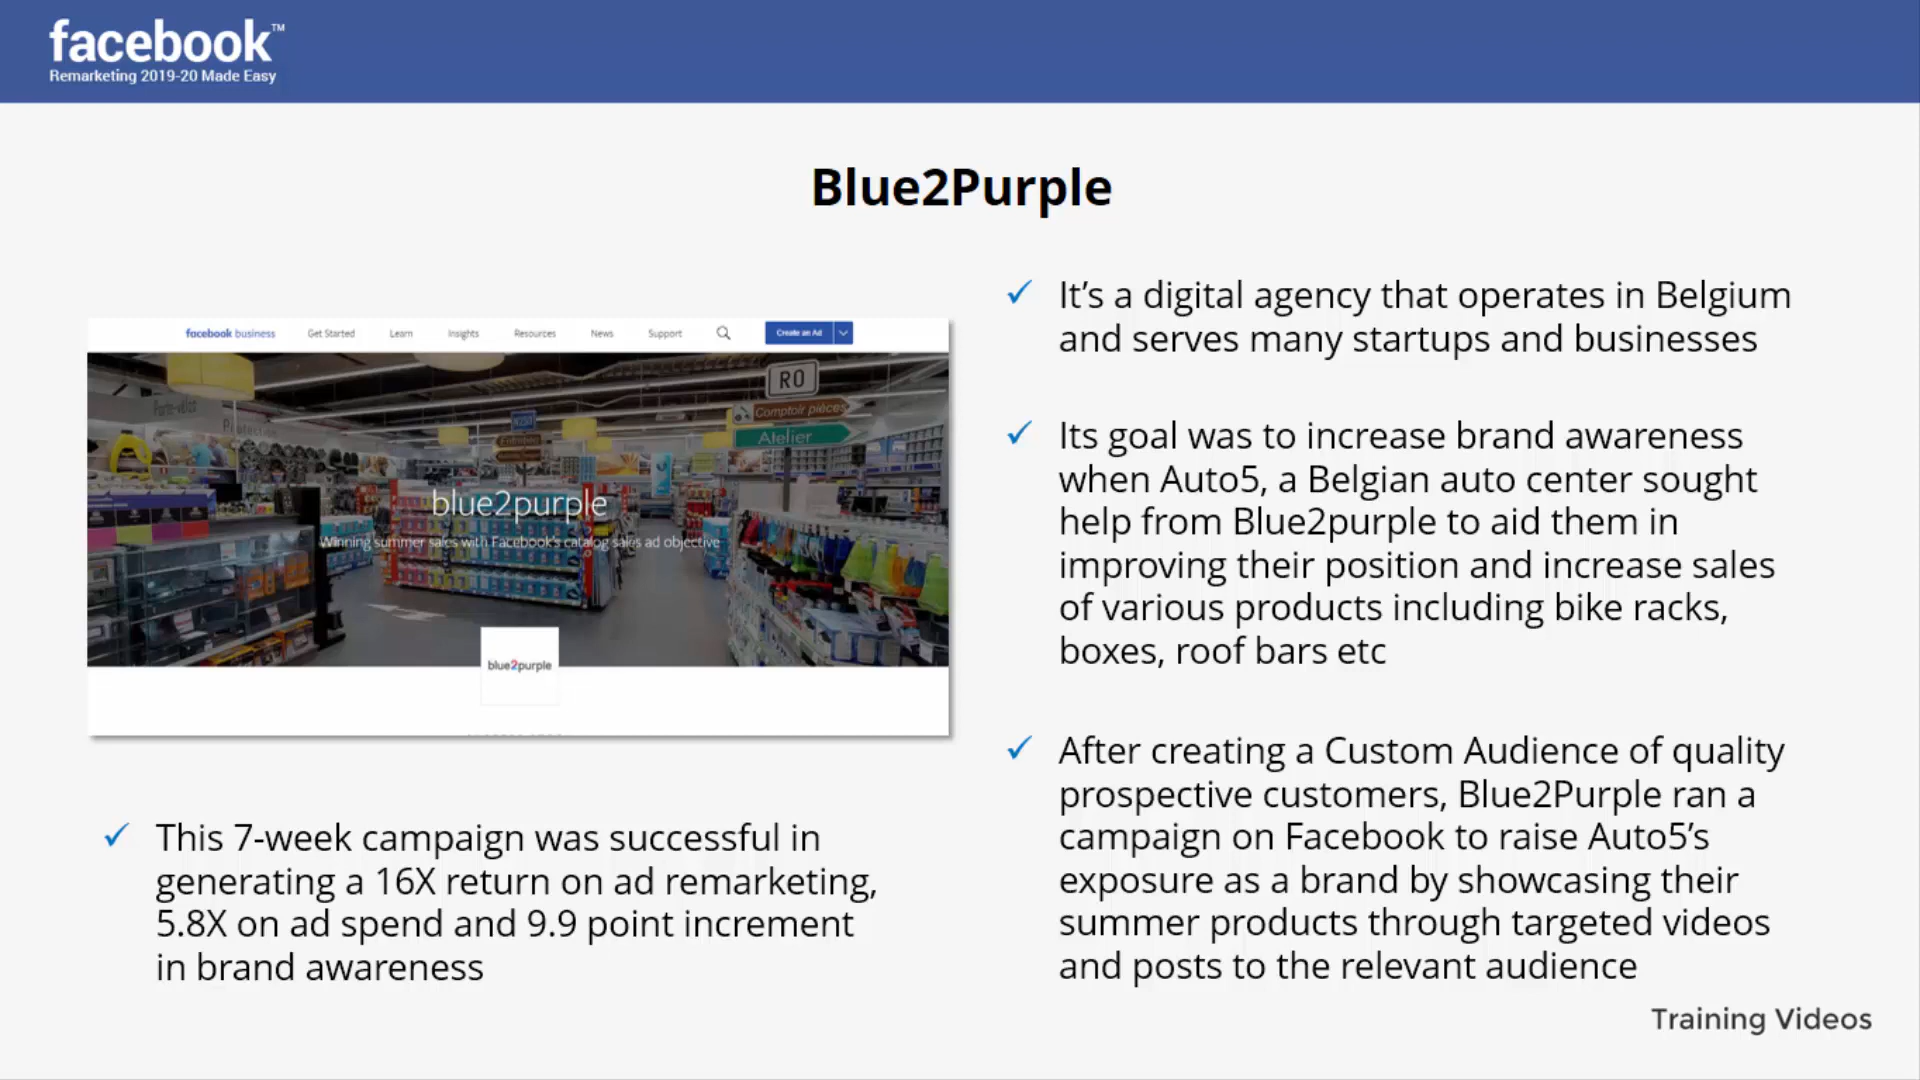 facebook™
Remarketing 2019-20 Made Easy
Blue2Purple
facebook business
Get Started
Learn
Insights
Resources
News
Support
Create an Ad
RO
Comptoir pièces
Atelier
Porte-vélos
Protection
Entretien
blue2purple
Winning summer sales with Facebook's catalog sales ad objective
blue2purple
✓ This 7-week campaign was successful in
generating a 16X return on ad remarketing,
5.8X on ad spend and 9.9 point increment
in brand awareness
✓ It’s a digital agency that operates in Belgium
and serves many startups and businesses
✓ Its goal was to increase brand awareness
when Auto5, a Belgian auto center sought
help from Blue2purple to aid them in
improving their position and increase sales
of various products including bike racks,
boxes, roof bars etc
✓ After creating a Custom Audience of quality
prospective customers, Blue2Purple ran a
campaign on Facebook to raise Auto5’s
exposure as a brand by showcasing their
summer products through targeted videos
and posts to the relevant audience
Training Videos